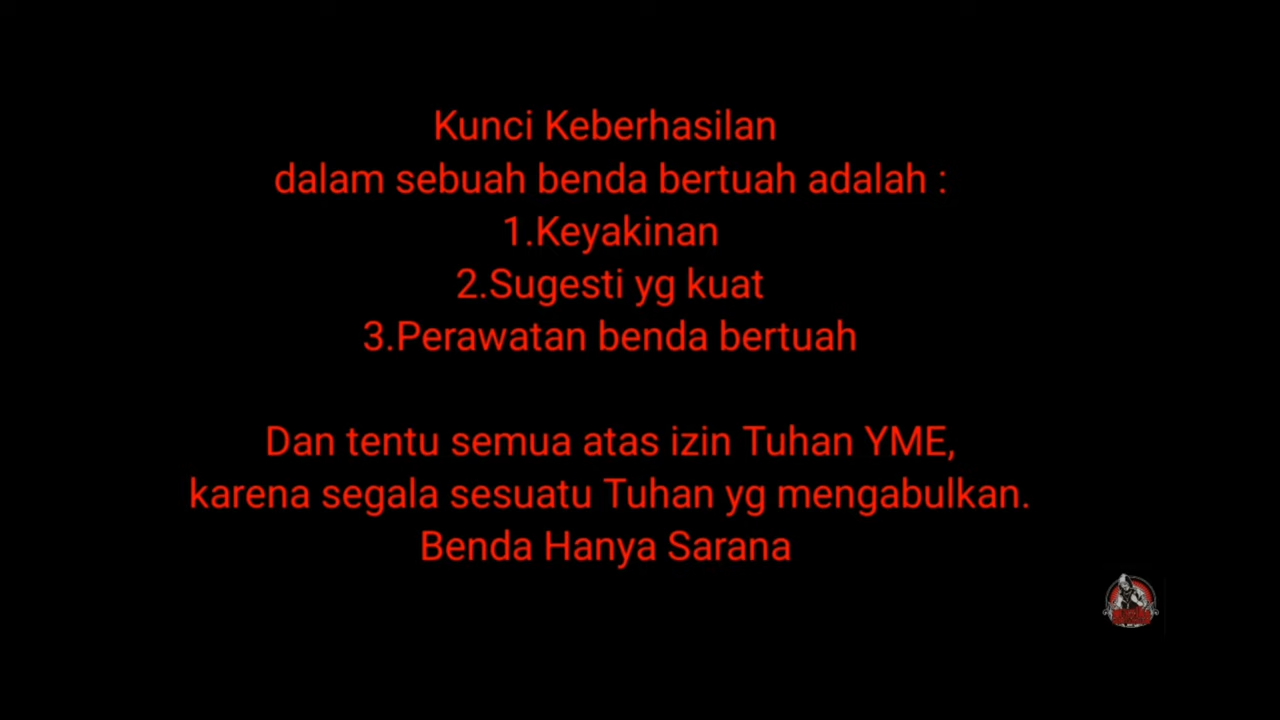 Kunci Keberhasilan
dalam sebuah benda bertuah adalah :
1.Keyakinan
2.Sugesti yg kuat
3.Perawatan benda bertuah
Dan tentu semua atas izin Tuhan YME,
karena segala sesuatu Tuhan yg mengabulkan.
Benda Hanya Sarana